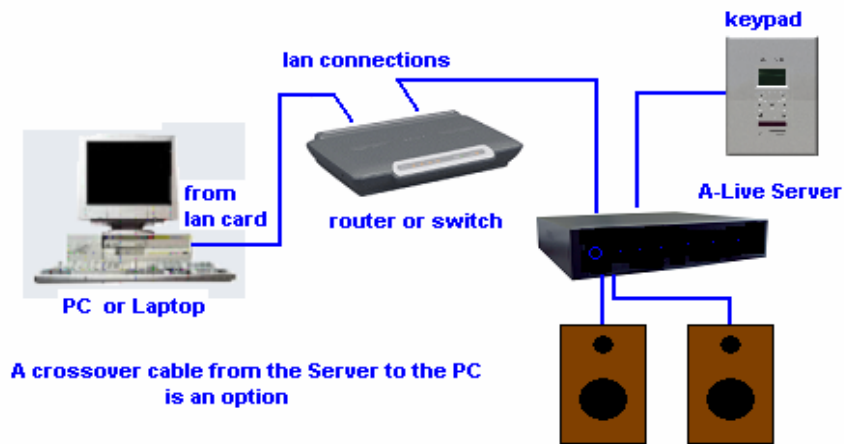 keypad
lan connections
from
lan card
router or switch
A-Live Server
PC or Laptop
A crossover cable from the Server to the PC
is an option